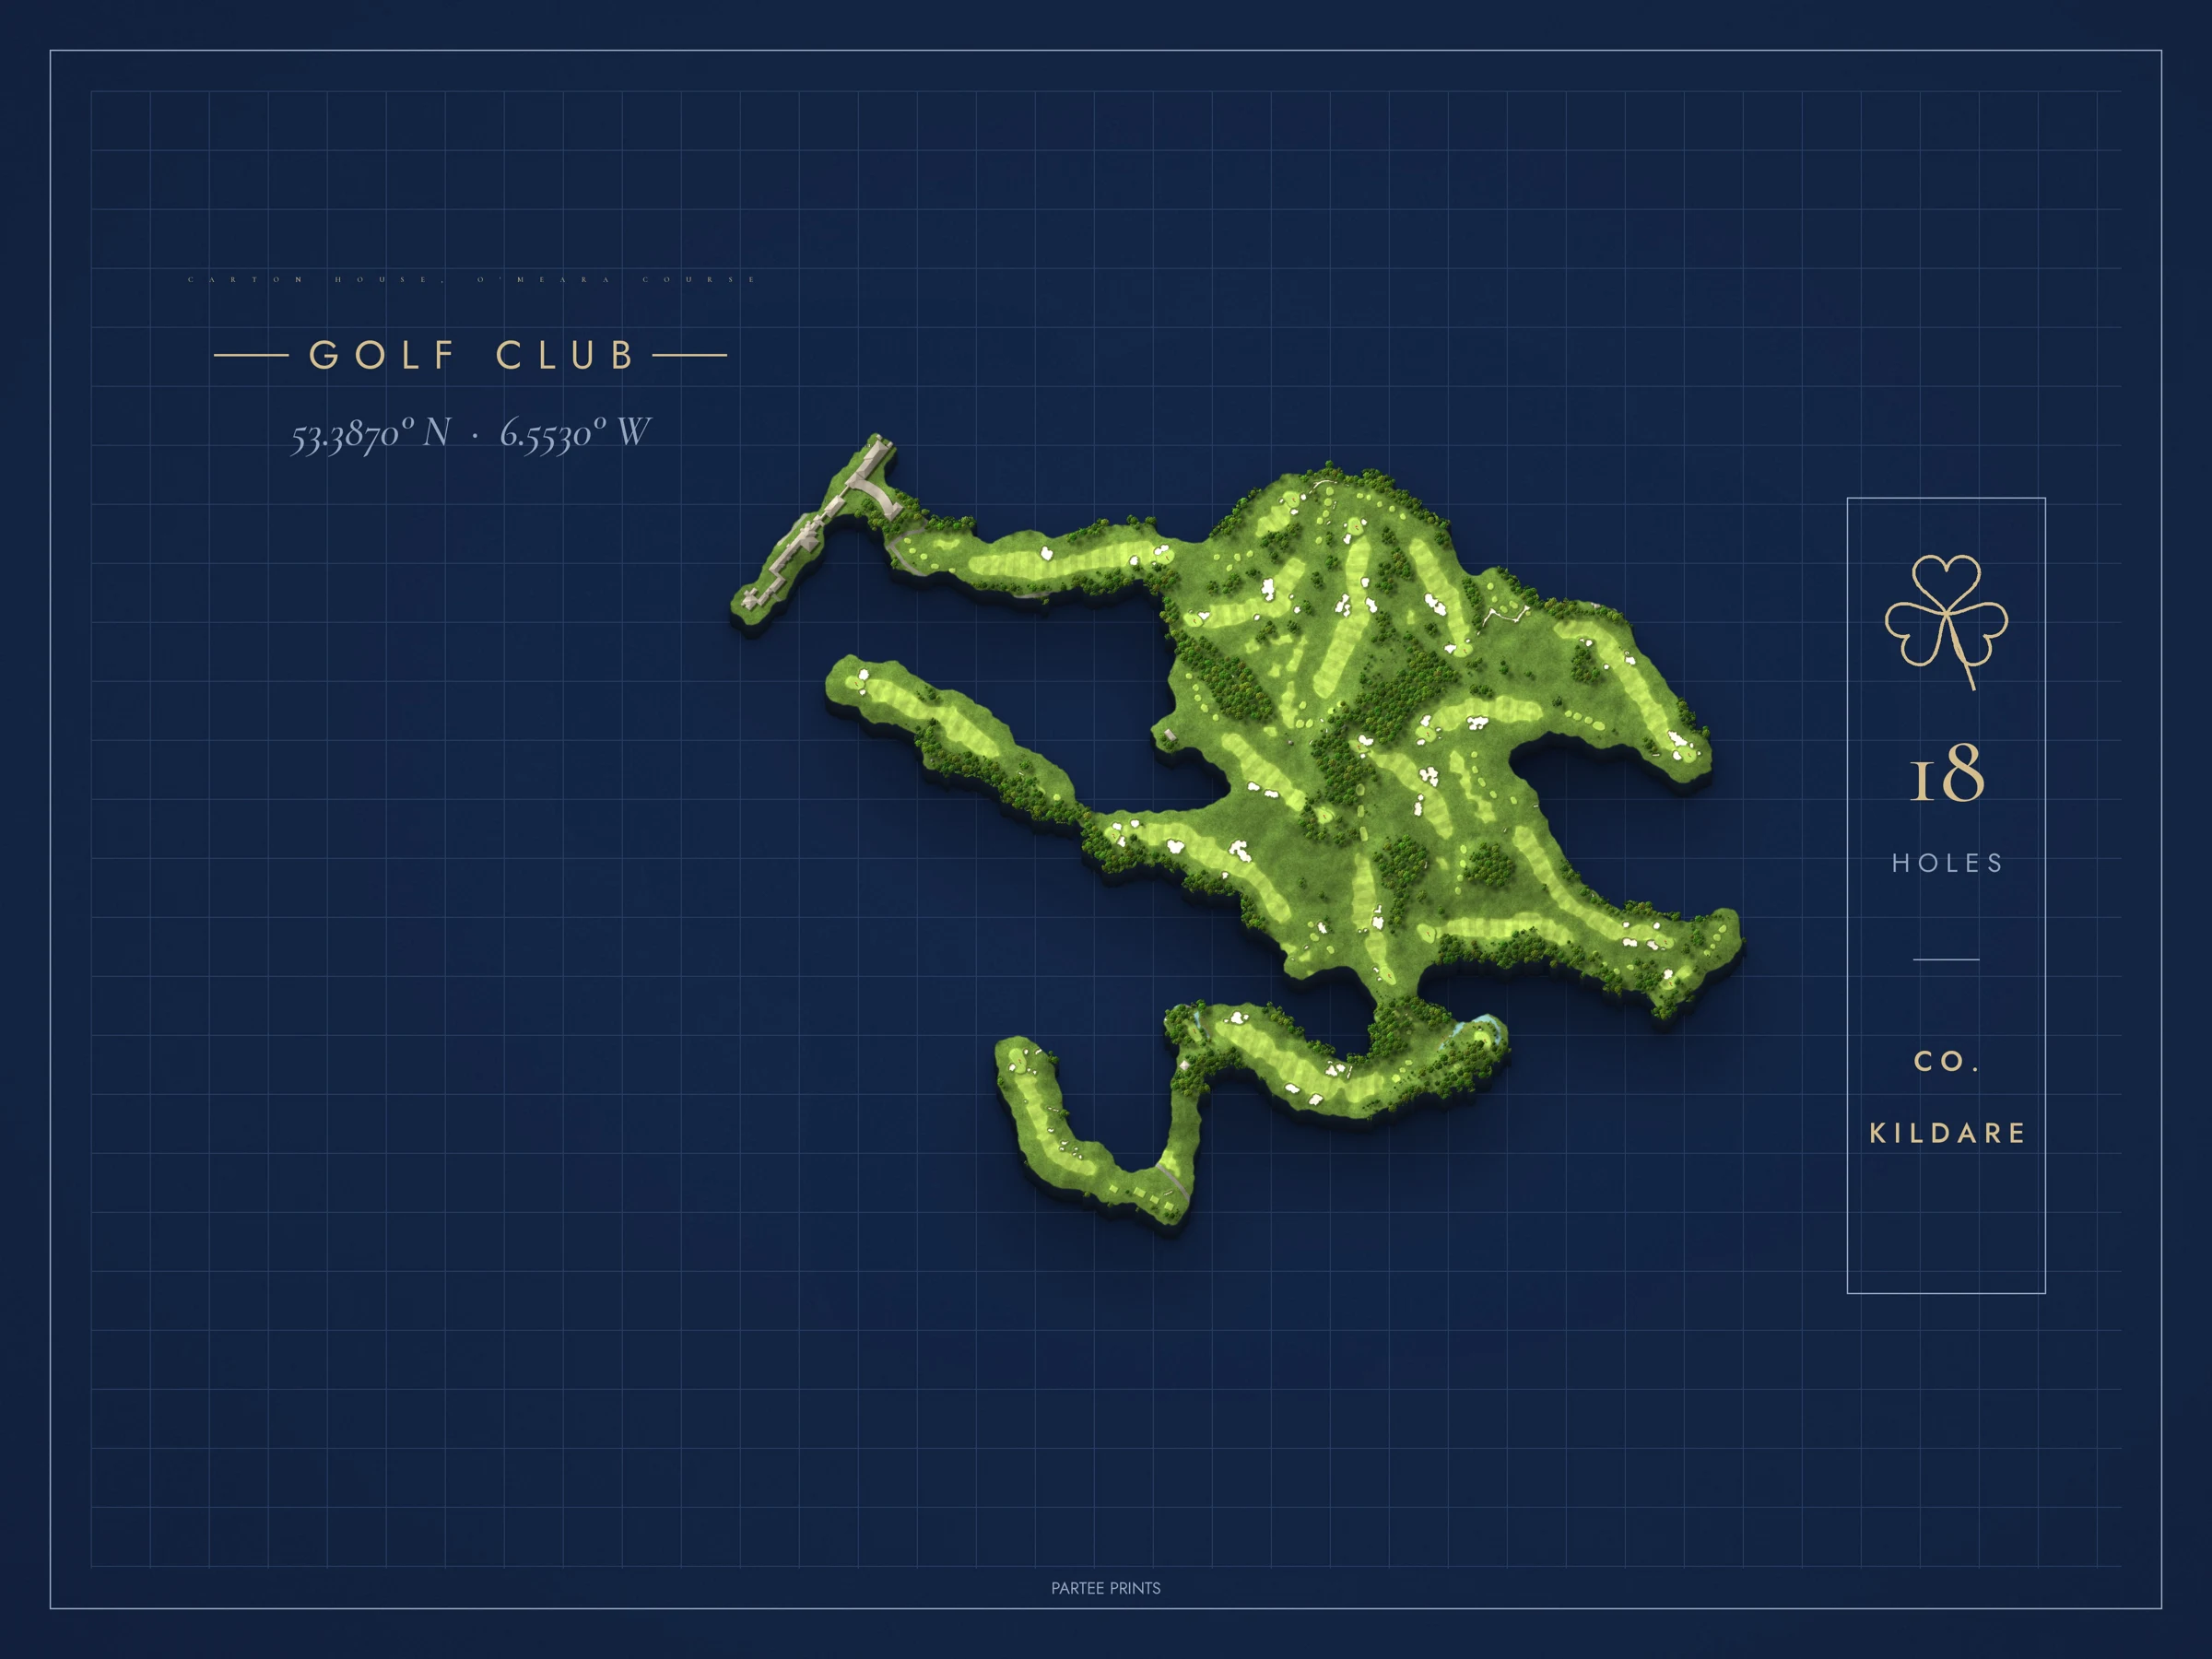 CARTON HOUSE, O'MEARA COURSE
GOLF CLUB
53.3870° N · 6.5530° W
18
HOLES
CO.
KILDARE
PARTEE PRINTS